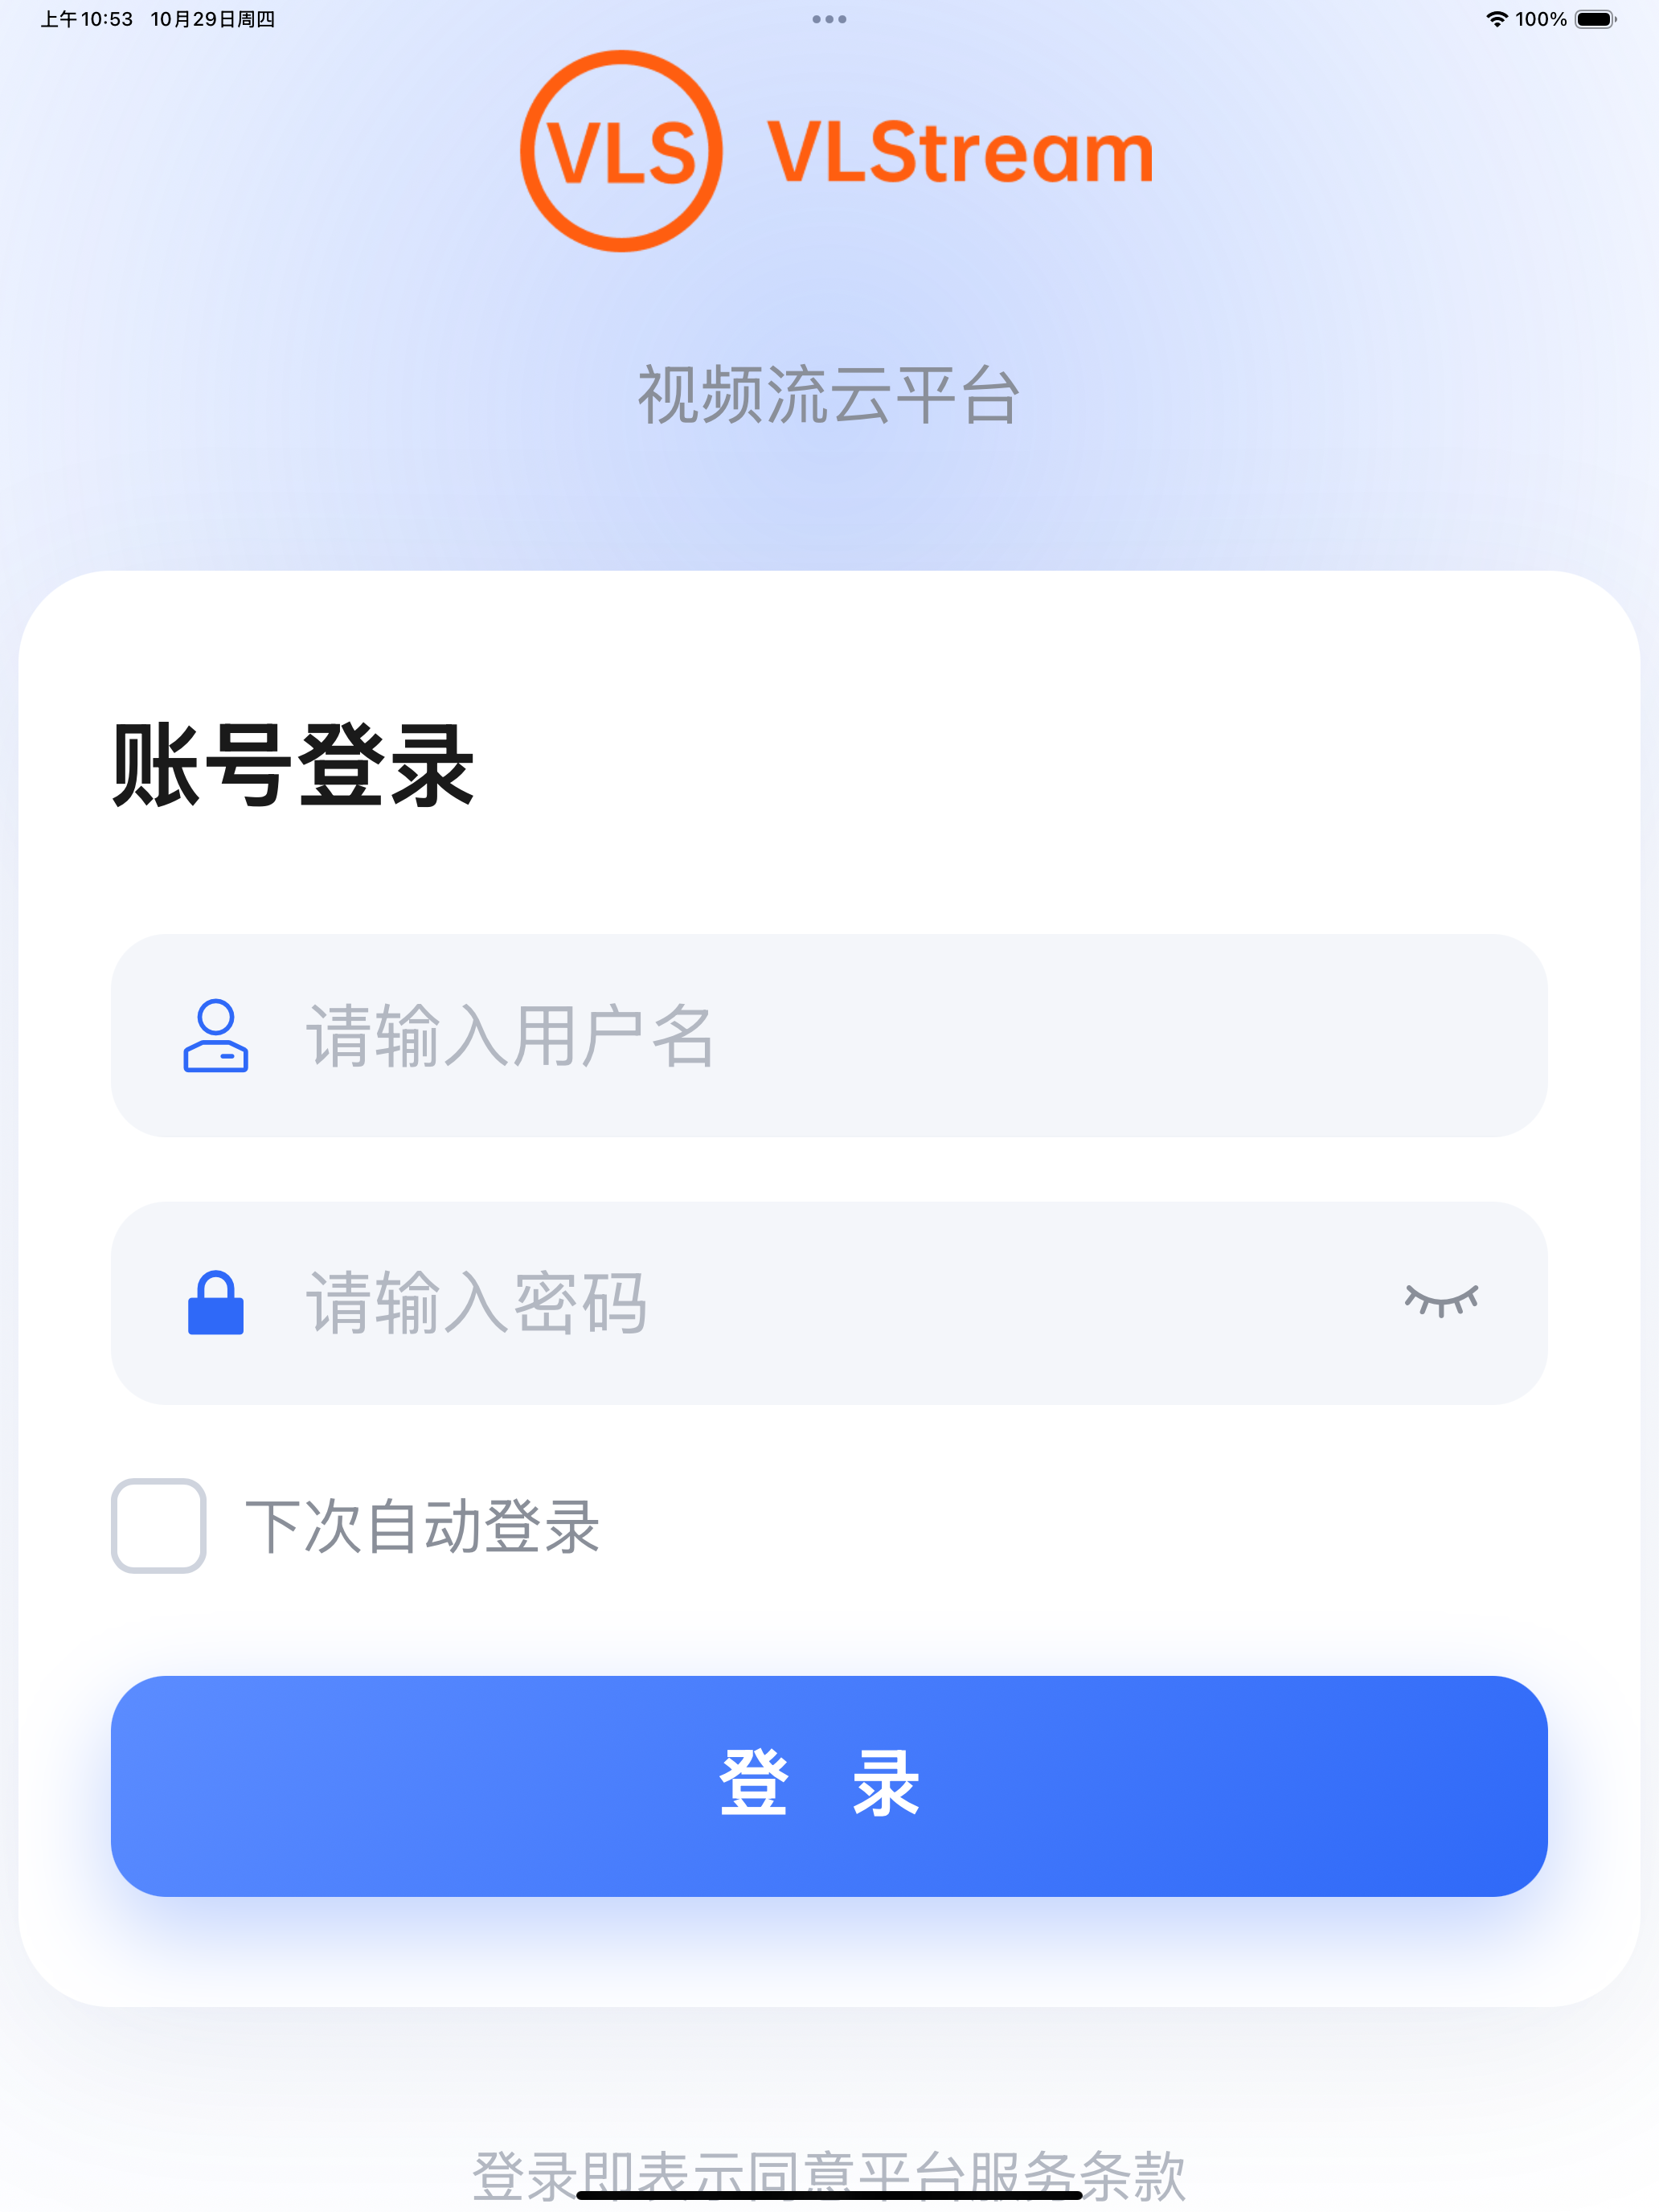 上午10:53 10月29日周四
100%
VLS VLStream
视频流云平台
账号登录
请输入用户名
请输入密码
下次自动登录
登 录
登录即表示同意平台服务条款